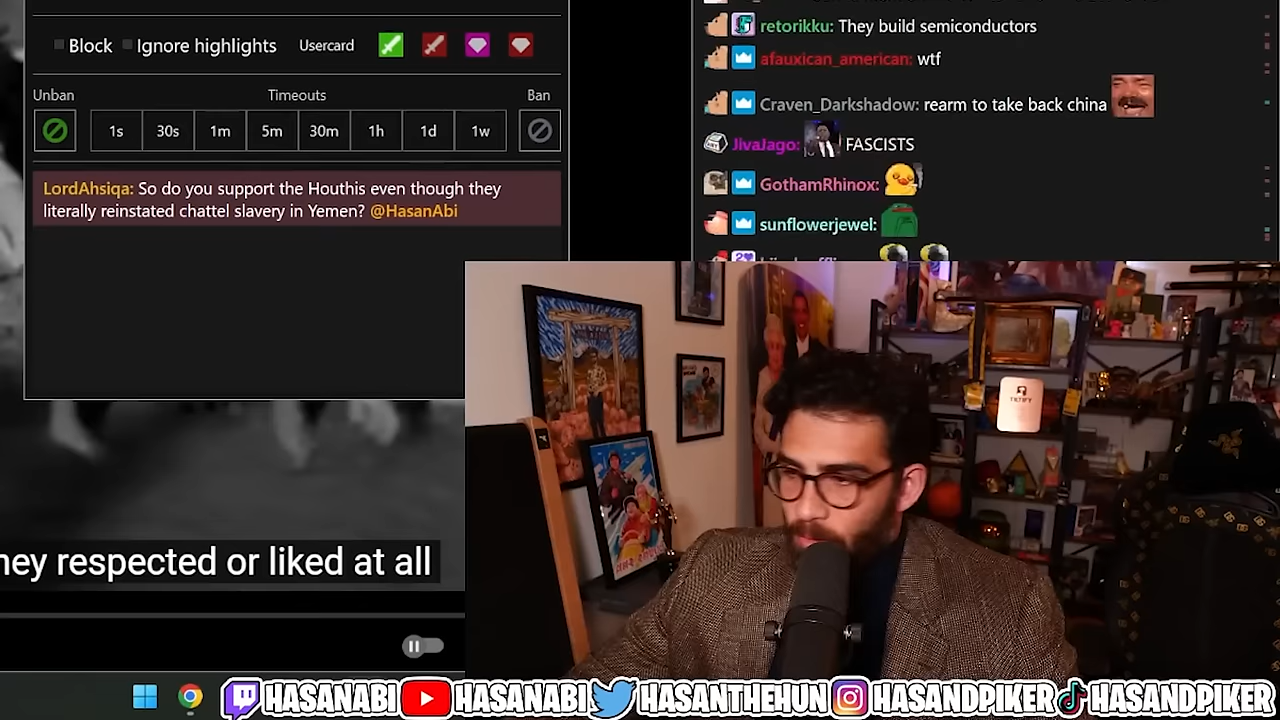 Block Ignore highlights Usercard
Unban Timeouts Ban
1s 30s 1m 5m 30m 1h 1d 1w
LordAhsiqa: So do you support the Houthis even though they
literally reinstated chattel slavery in Yemen? @HasanAbi
retorikku: They build semiconductors
afauxican_american: wtf
Craven_Darkshadow: rearm to take back china
JivaJago: FASCISTS
GothamRhinox:
sunflowerjewel:
TILTIFY
hey respected or liked at all
HASANABI HASANABI HASANTHEHUN HASANDPIKER HASANDPIKER